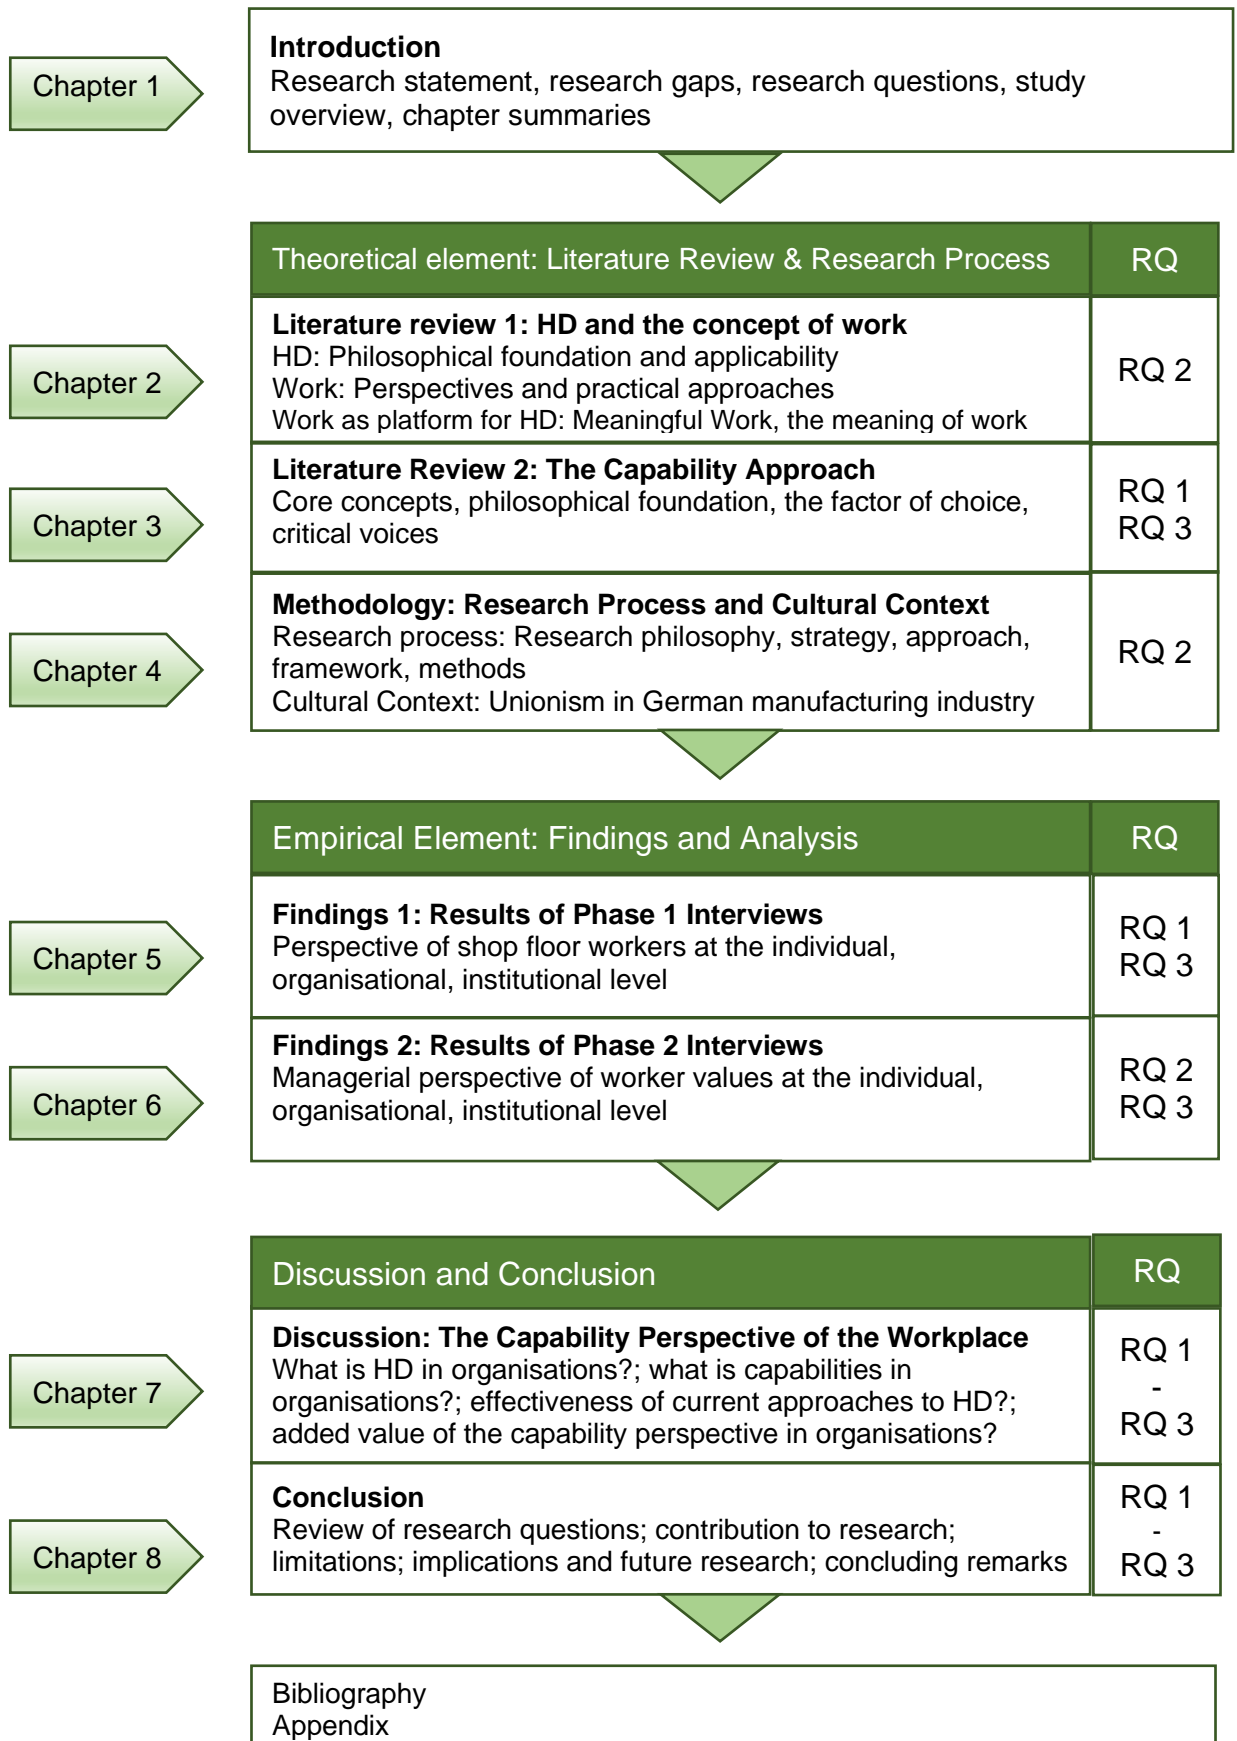 Chapter 1
Introduction
Research statement, research gaps, research questions, study
overview, chapter summaries
Theoretical element: Literature Review & Research Process
RQ
Chapter 2
Literature review 1: HD and the concept of work
HD: Philosophical foundation and applicability
Work: Perspectives and practical approaches
Work as platform for HD: Meaningful Work, the meaning of work
RQ 2
Chapter 3
Literature Review 2: The Capability Approach
Core concepts, philosophical foundation, the factor of choice,
critical voices
RQ 1
RQ 3
Chapter 4
Methodology: Research Process and Cultural Context
Research process: Research philosophy, strategy, approach,
framework, methods
Cultural Context: Unionism in German manufacturing industry
RQ 2
Empirical Element: Findings and Analysis
RQ
Chapter 5
Findings 1: Results of Phase 1 Interviews
Perspective of shop floor workers at the individual,
organisational, institutional level
RQ 1
RQ 3
Chapter 6
Findings 2: Results of Phase 2 Interviews
Managerial perspective of worker values at the individual,
organisational, institutional level
RQ 2
RQ 3
Discussion and Conclusion
RQ
Chapter 7
Discussion: The Capability Perspective of the Workplace
What is HD in organisations?; what is capabilities in
organisations?; effectiveness of current approaches to HD?;
added value of the capability perspective in organisations?
RQ 1
-
RQ 3
Chapter 8
Conclusion
Review of research questions; contribution to research;
limitations; implications and future research; concluding remarks
RQ 1
-
RQ 3
Bibliography
Appendix